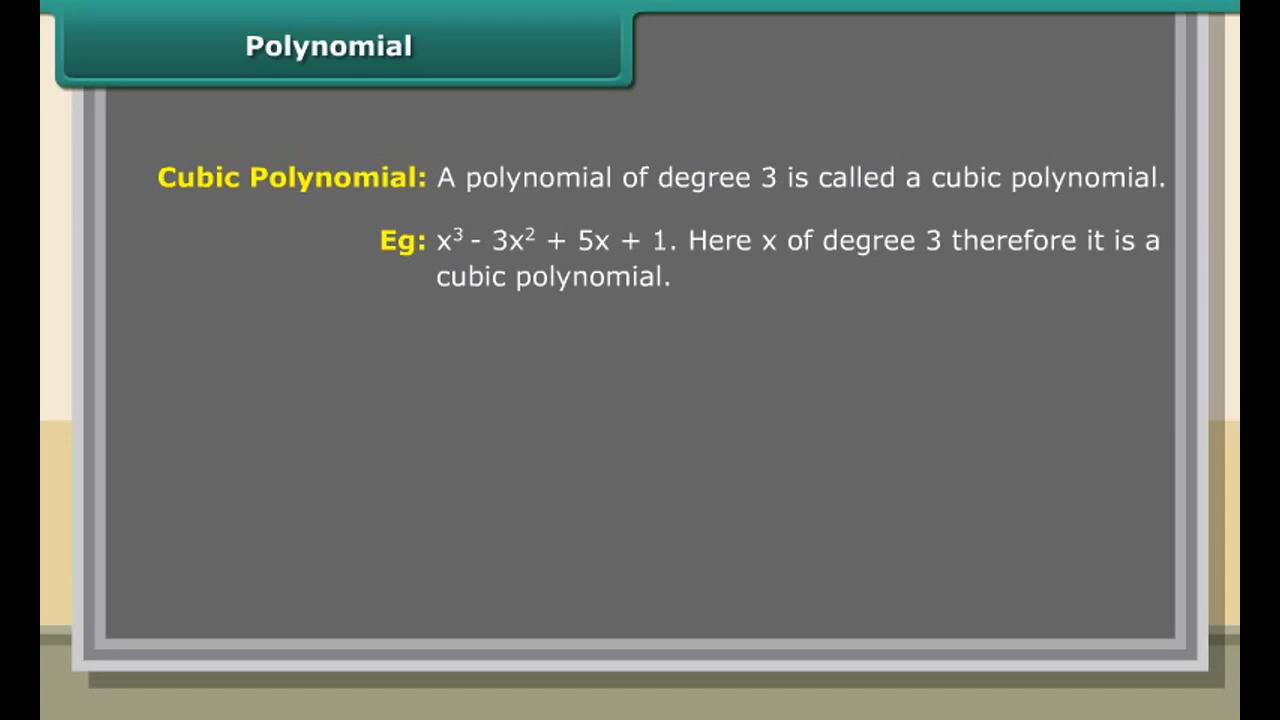 Polynomial
Cubic Polynomial: A polynomial of degree 3 is called a cubic polynomial.
Eg: x³ - 3x² + 5x + 1. Here x of degree 3 therefore it is a
cubic polynomial.